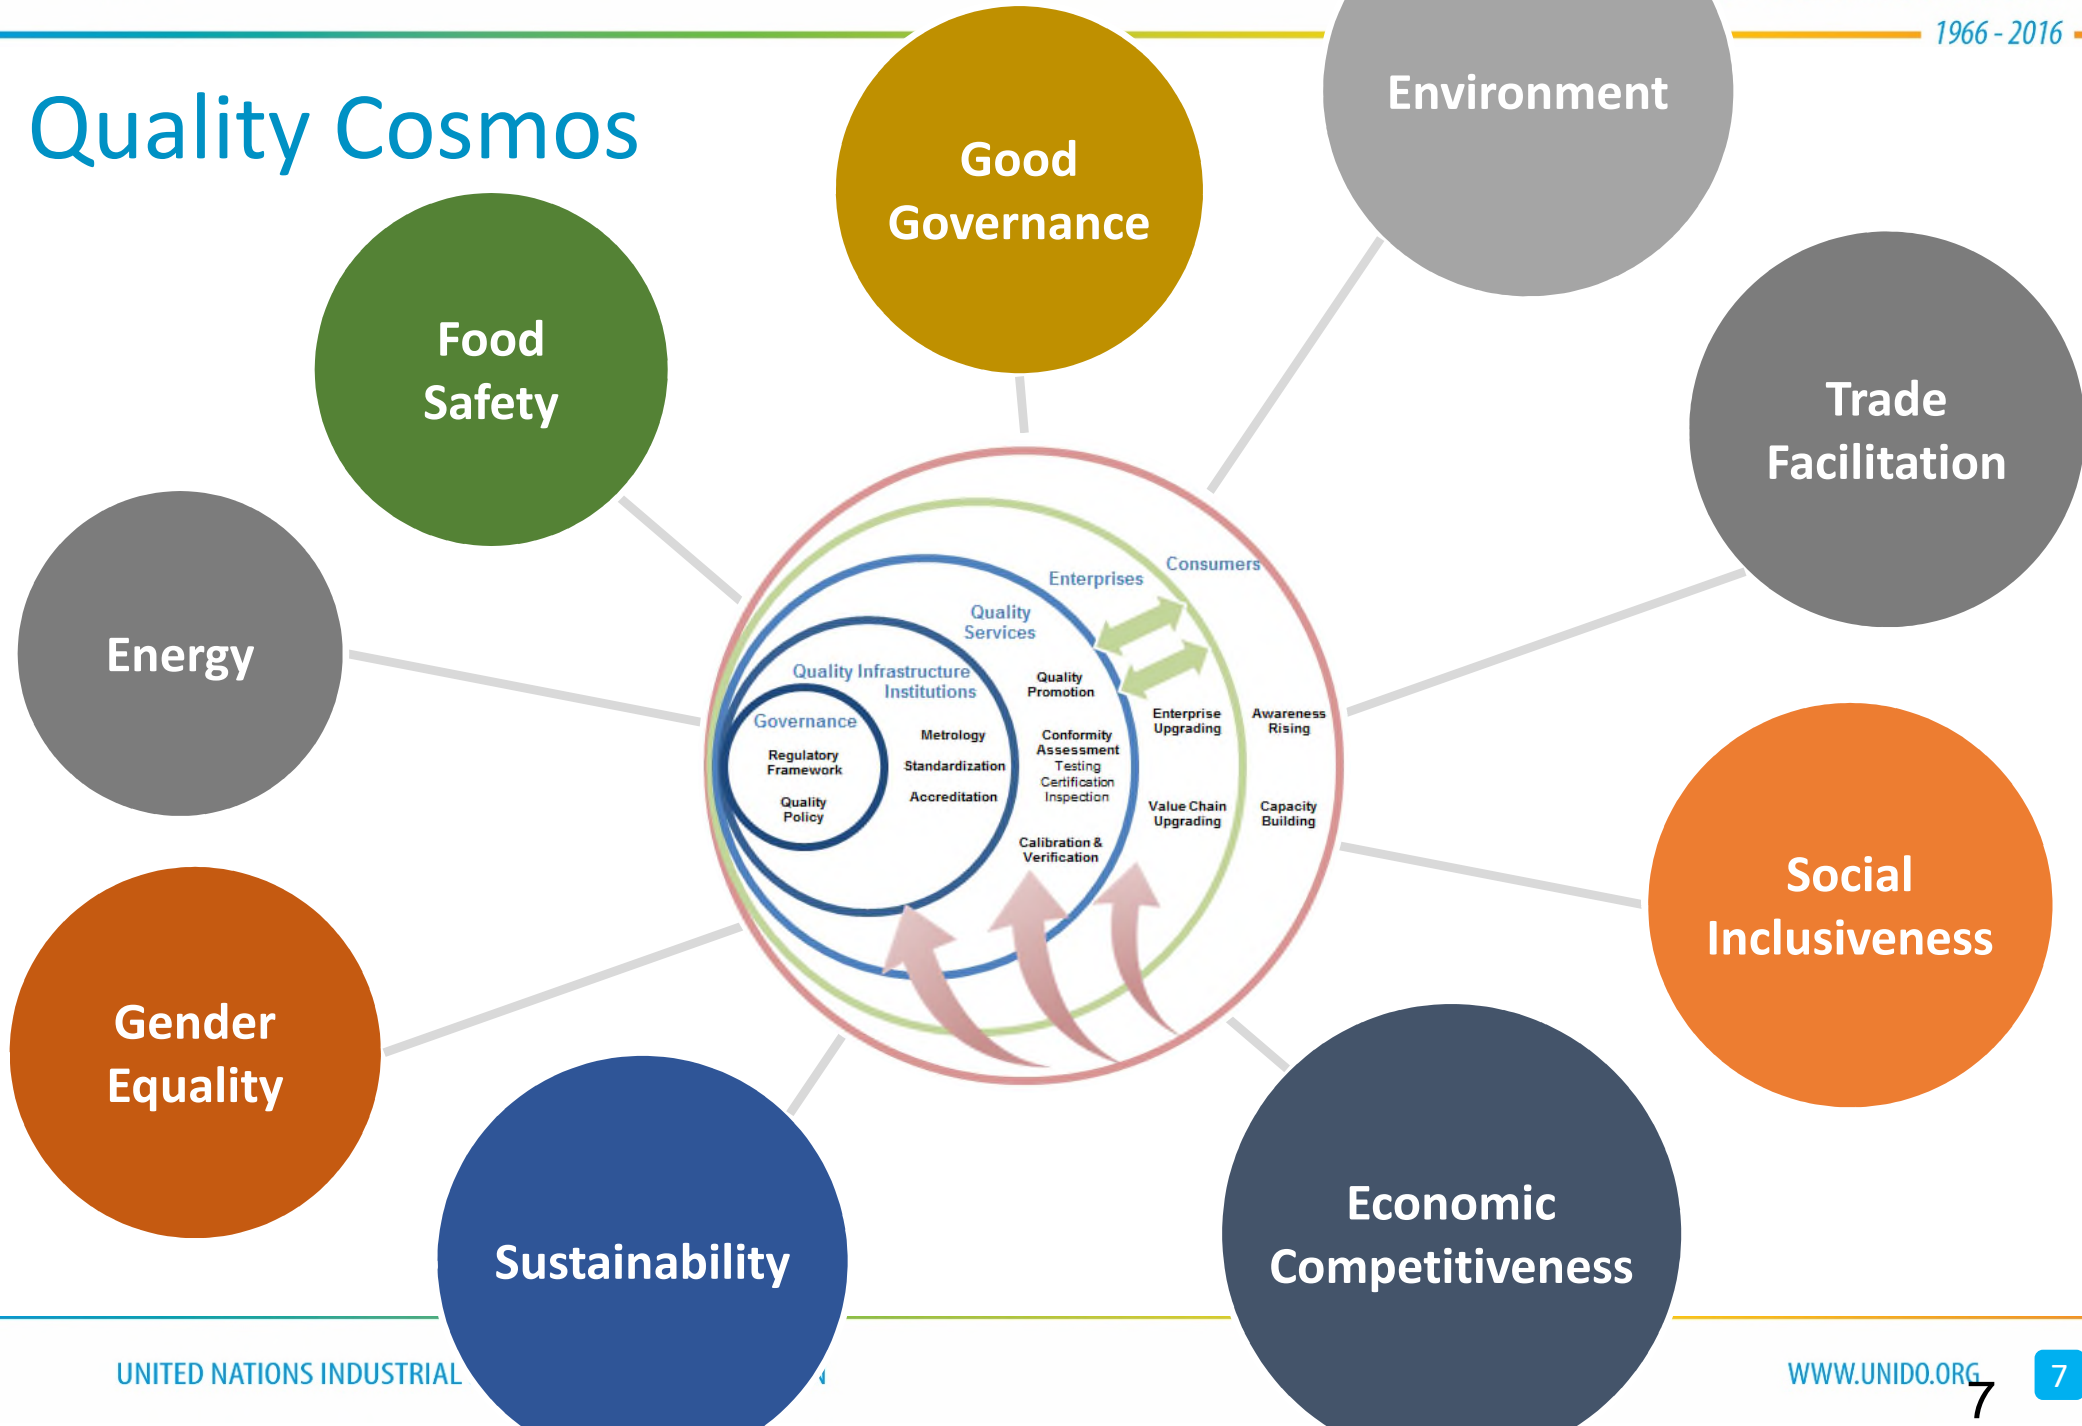 1966 - 2016
Quality Cosmos
Good
Governance
Environment
Food
Safety
Trade
Facilitation
Energy
Social
Inclusiveness
Gender
Equality
Sustainability
Economic
Competitiveness
Consumers
Enterprises
Quality
Services
Quality Infrastructure
Institutions
Governance
Regulatory
Framework
Quality
Policy
Metrology
Standardization
Accreditation
Quality
Promotion
Conformity
Assessment
Testing
Certification
Inspection
Calibration &
Verification
Enterprise
Upgrading
Value Chain
Upgrading
Awareness
Rising
Capacity
Building
UNITED NATIONS INDUSTRIAL
WWW.UNIDO.ORG
7
7